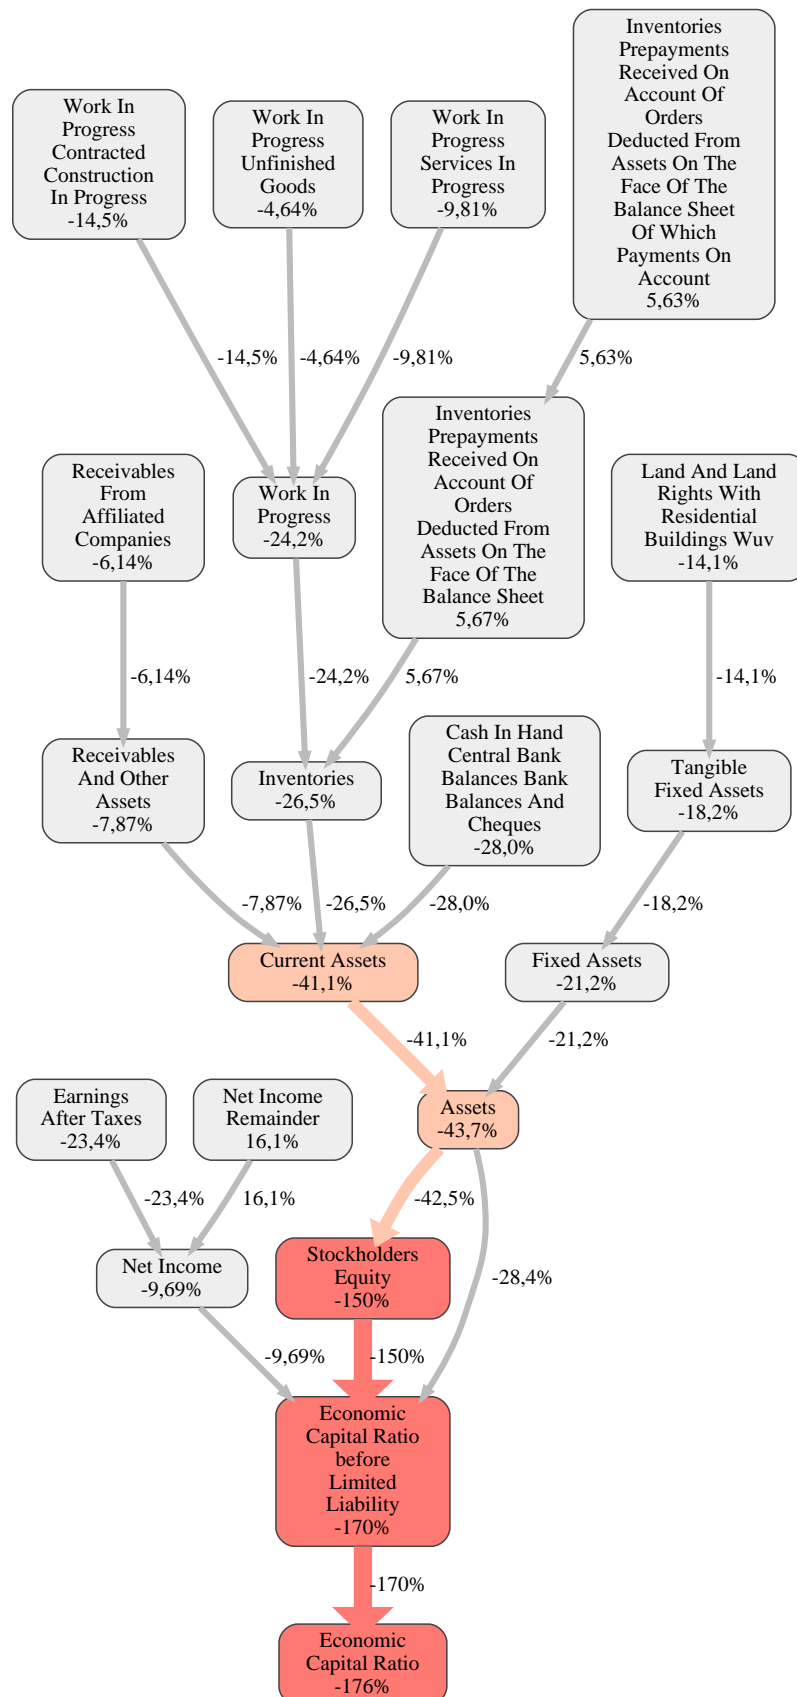 Inventories
Prepayments
Received On
Account Of
Orders
Deducted From
Assets On The
Face Of The
Balance Sheet
Of Which
Payments On
Account
5,63%
Work In
Progress
Contracted
Construction
In Progress
-14,5%
Work In
Progress
Unfinished
Goods
-4,64%
Work In
Progress
Services In
Progress
-9,81%
-14,5%
-4,64%
-9,81%
5,63%
Inventories
Prepayments
Received On
Account Of
Orders
Deducted From
Assets On The
Face Of The
Balance Sheet
5,67%
Receivables
From
Affiliated
Companies
-6,14%
Work In
Progress
-24,2%
Land And Land
Rights With
Residential
Buildings Wuv
-14,1%
-6,14%
-24,2%
5,67%
-14,1%
Receivables
And Other
Assets
-7,87%
Inventories
-26,5%
Cash In Hand
Central Bank
Balances Bank
Balances And
Cheques
-28,0%
Tangible
Fixed Assets
-18,2%
-7,87%
-26,5%
-28,0%
-18,2%
Current Assets
-41,1%
Fixed Assets
-21,2%
-41,1%
-21,2%
Earnings
After Taxes
-23,4%
Net Income
Remainder
16,1%
Assets
-43,7%
-23,4%
16,1%
-42,5%
Net Income
-9,69%
Stockholders
Equity
-150%
-28,4%
-9,69%
-150%
Economic
Capital Ratio
before
Limited
Liability
-170%
-170%
Economic
Capital Ratio
-176%